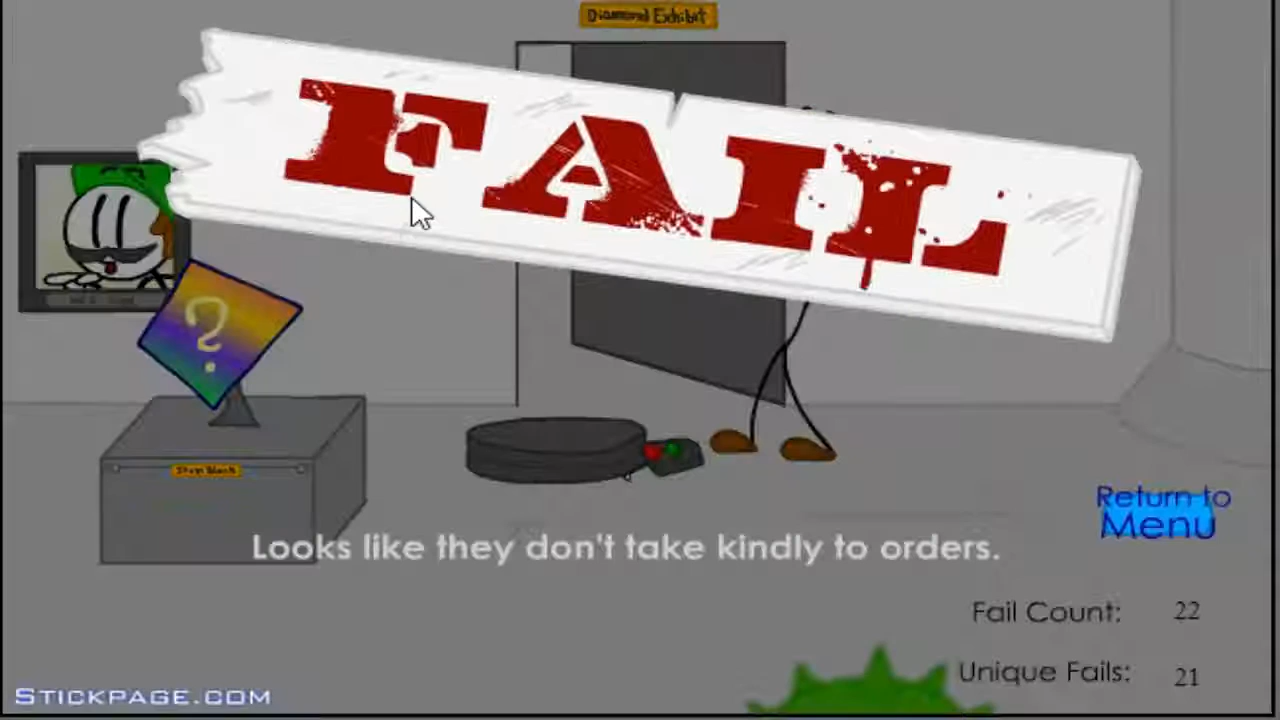 Diamond Exhibit
FAIL
?
Looks like they don't take kindly to orders.
Return to
Menu
Fail Count: 22
Unique Fails: 21
STICKPAGE.COM